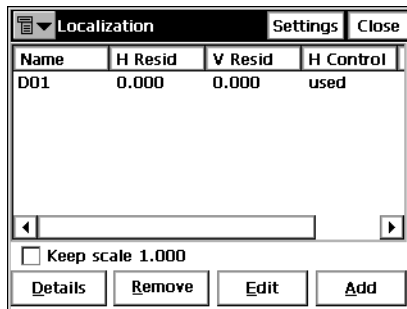 Localization Settings Close
Name H Resid V Resid H Control
D01 0.000 0.000 used
Keep scale 1.000
Details Remove Edit Add